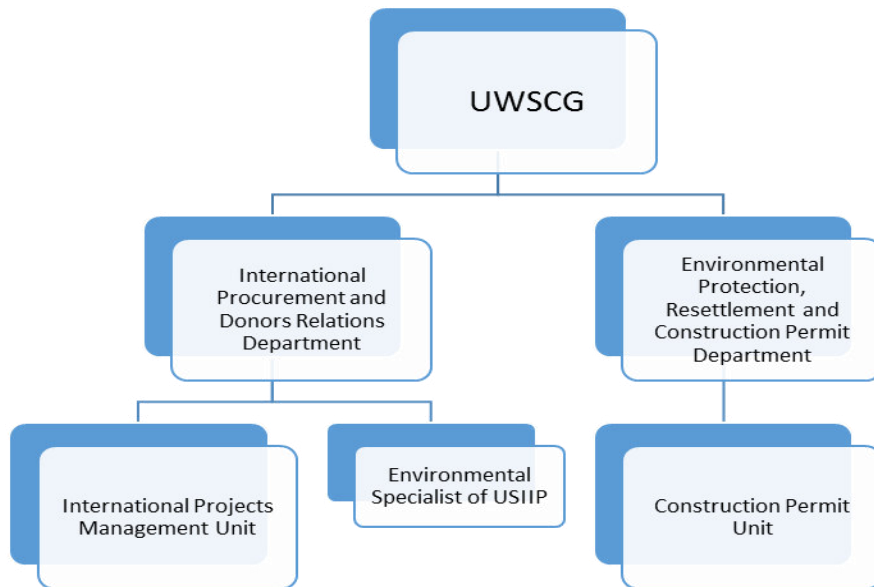 UWSCG
International
Procurement and
Donors Relations
Department
Environmental
Protection,
Resettlement and
Construction Permit
Department
International Projects
Management Unit
Environmental
Specialist of USIIP
Construction Permit
Unit